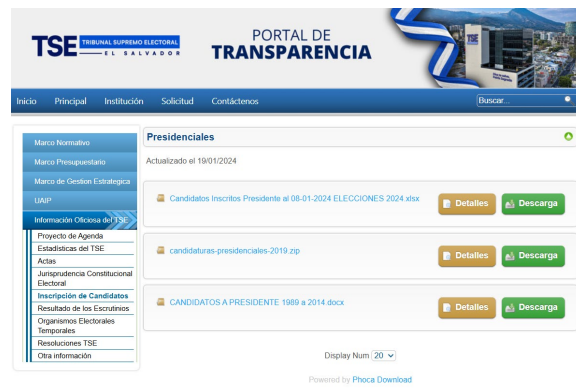 TSE TRIBUNAL SUPREMO ELECTORAL
EL SALVADOR
PORTAL DE
TRANSPARENCIA
TSE
Inicio Principal Institución Solicitud Contáctenos Buscar...
Marco Normativo
Marco Presupuestario
Marco de Gestion Estrategica
UAIP
Información Oficiosa del TSE
Proyecto de Agenda
Estadísticas del TSE
Actas
Jurisprudencia Constitucional
Electoral
Inscripción de Candidatos
Resultado de los Escrutinios
Organismos Electorales
Temporales
Resoluciones TSE
Otra información
Presidenciales
Actualizado el 19/01/2024
Candidatos Inscritos Presidente al 08-01-2024 ELECCIONES 2024.xlsx Detalles Descarga
candidaturas-presidenciales-2019.zip Detalles Descarga
CANDIDATOS A PRESIDENTE 1989 a 2014.docx Detalles Descarga
Display Num 20
Powered by Phoca Download